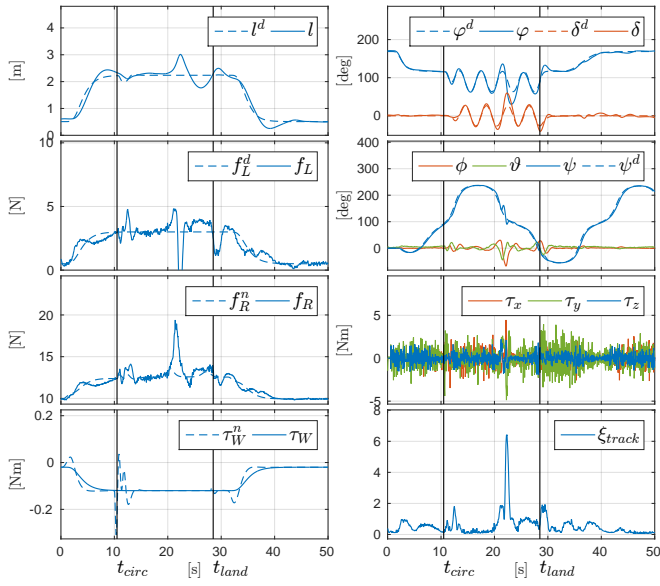 l^d l
[m]
4
3
2
1
0
φ^d φ δ^d δ
[deg]
200
100
0
f_L^d f_L
[N]
10
5
0
ϕ ϑ ψ ψ^d
[deg]
400
300
200
100
0
f_R^n f_R
[N]
25
20
15
10
τ_x τ_y τ_z
[Nm]
5
0
-5
τ_W^n τ_W
[Nm]
0.2
0
-0.2
0 10 20 30 40 50
t_circ [s] t_land
ξ_track
8
6
4
2
0
0 10 20 30 40 50
t_circ [s] t_land